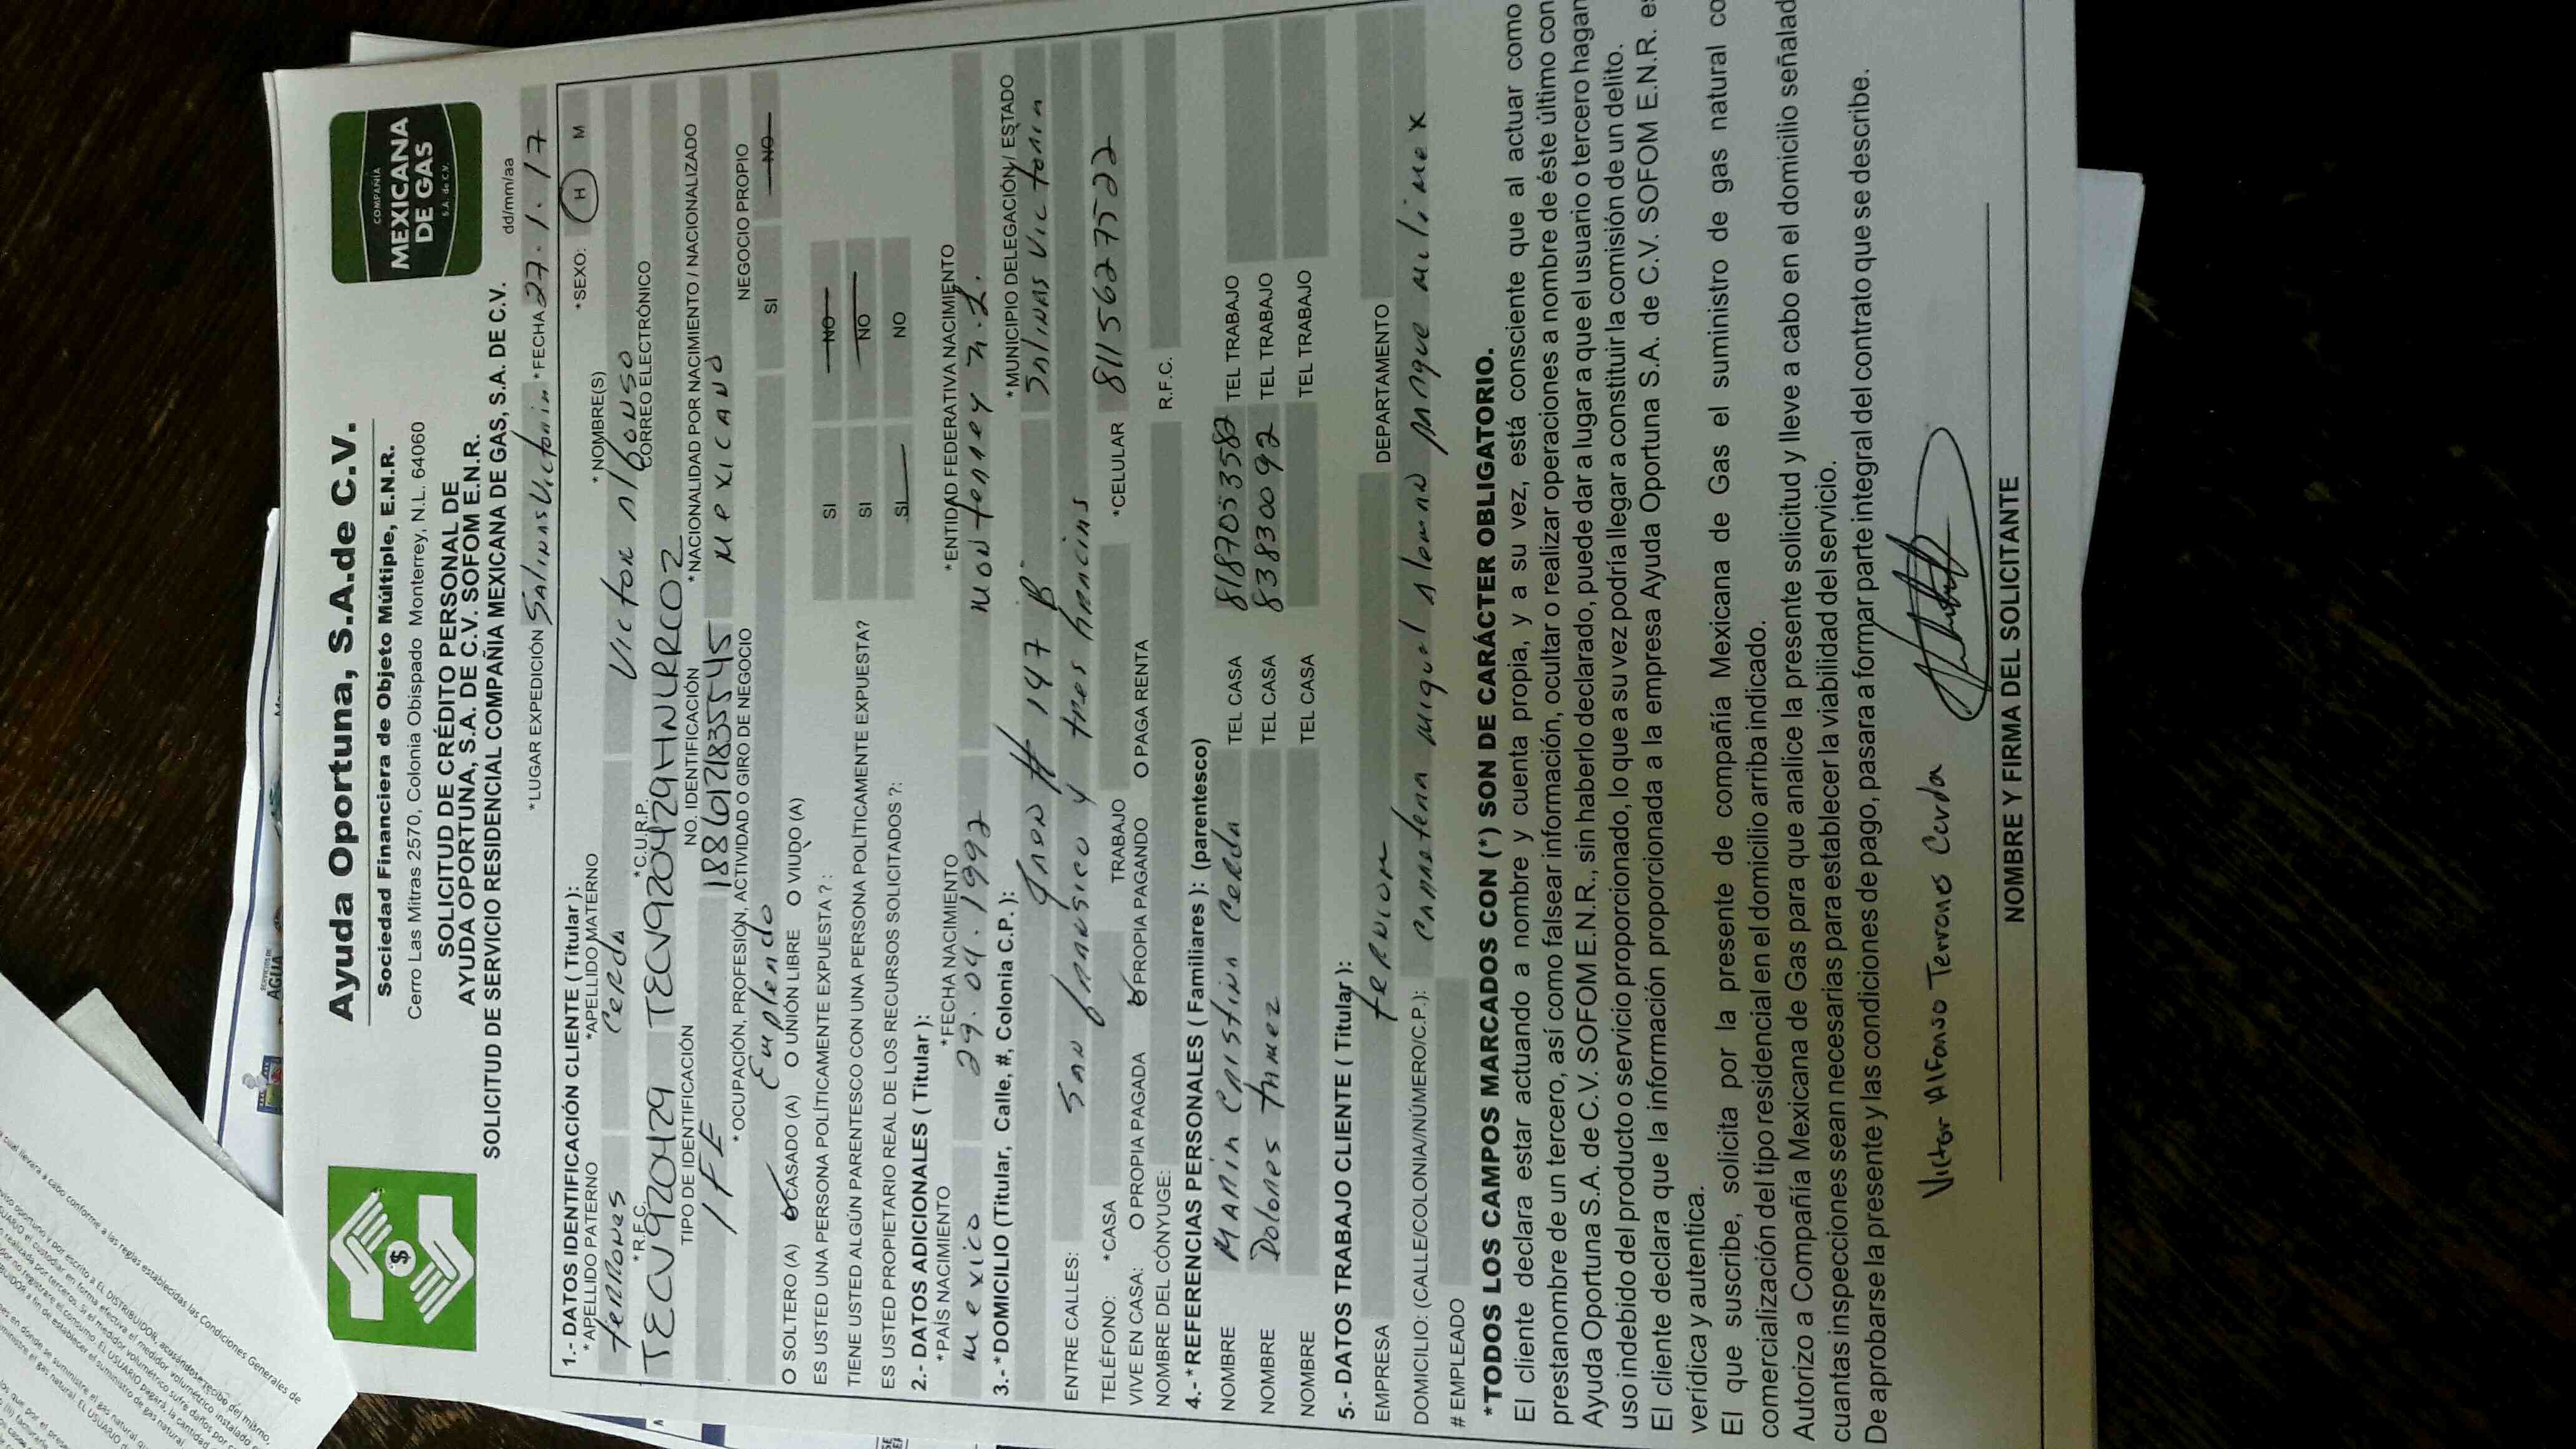 Ayuda Oportuna, S.A.de C.V.
Sociedad Financiera de Objeto Múltiple, E.N.R.
Cerro Las Mitras 2570, Colonia Obispado Monterrey, N.L. 64060
SOLICITUD DE CRÉDITO PERSONAL DE
AYUDA OPORTUNA, S.A. DE C.V. SOFOM E.N.R.
SOLICITUD DE SERVICIO RESIDENCIAL COMPAÑIA MEXICANA DE GAS, S.A. DE C.V.
COMPAÑÍA
MEXICANA
DE GAS
S.A. de C.V.
dd/mm/aa
*LUGAR EXPEDICIÓN Salinas Victoria *FECHA 27.1.17
1.- DATOS IDENTIFICACIÓN CLIENTE ( Titular ):
*SEXO: H M
* APELLIDO PATERNO *APELLIDO MATERNO * NOMBRE(S)
terrones Cerda Victor alfonso
*R.F.C. *C.U.R.P. CORREO ELECTRÓNICO
TECV920429 TECV920429HNLRRC02
TIPO DE IDENTIFICACIÓN NO. IDENTIFICACIÓN *NACIONALIDAD POR NACIMIENTO / NACIONALIZADO
IFE 1886121835545 Mexicano
*OCUPACIÓN, PROFESIÓN, ACTIVIDAD O GIRO DE NEGOCIO NEGOCIO PROPIO
Empleado SI NO
O SOLTERO (A) CASADO (A) O UNIÓN LIBRE O VIUDO (A)
ES USTED UNA PERSONA POLÍTICAMENTE EXPUESTA ? : SI NO
TIENE USTED ALGÚN PARENTESCO CON UNA PERSONA POLÍTICAMENTE EXPUESTA? SI NO
ES USTED PROPIETARIO REAL DE LOS RECURSOS SOLICITADOS ?: SI NO
2.- DATOS ADICIONALES ( Titular ):
*PAÍS NACIMIENTO *FECHA NACIMIENTO *ENTIDAD FEDERATIVA NACIMIENTO
Mexico 29.04.1992 Monterrey N.L.
3.-*DOMICILIO (Titular, Calle, #, Colonia C.P. ): *MUNICIPIO DELEGACIÓN/ ESTADO
# 147 B Salinas Victoria
ENTRE CALLES: San fransisco y tres hracias
TELÉFONO: *CASA TRABAJO *CELULAR 8115627522
VIVE EN CASA: O PROPIA PAGADA PROPIA PAGANDO O PAGA RENTA
NOMBRE DEL CÓNYUGE: R.F.C.
4.-*REFERENCIAS PERSONALES ( Familiares ): (parentesco)
NOMBRE Maria Cristina Cerda TEL CASA 8187053582 TEL TRABAJO
NOMBRE Dolores tamez TEL CASA 83830092 TEL TRABAJO
NOMBRE TEL CASA TEL TRABAJO
5.- DATOS TRABAJO CLIENTE ( Titular ):
EMPRESA ternium DEPARTAMENTO
DOMICILIO: (CALLE/COLONIA/NÚMERO/C.P.): carretera miguel aleman parque milimex
# EMPLEADO
*TODOS LOS CAMPOS MARCADOS CON (*) SON DE CARÁCTER OBLIGATORIO.
El cliente declara estar actuando a nombre y cuenta propia, y a su vez, está consciente que al actuar como
prestanombre de un tercero, así como falsear información, ocultar o realizar operaciones a nombre de éste último con
Ayuda Oportuna S.A. de C.V. SOFOM E.N.R., sin haberlo declarado, puede dar a lugar a que el usuario o tercero hagan
uso indebido del producto o servicio proporcionado, lo que a su vez podría llegar a constituir la comisión de un delito.
El cliente declara que la información proporcionada a la empresa Ayuda Oportuna S.A. de C.V. SOFOM E.N.R. es
verídica y autentica.
El que suscribe, solicita por la presente de compañía Mexicana de Gas el suministro de gas natural co
comercialización del tipo residencial en el domicilio arriba indicado.
Autorizo a Compañía Mexicana de Gas para que analice la presente solicitud y lleve a cabo en el domicilio señalad
cuantas inspecciones sean necesarias para establecer la viabilidad del servicio.
De aprobarse la presente y las condiciones de pago, pasara a formar parte integral del contrato que se describe.
Victor Alfonso Terrones Cerda
NOMBRE Y FIRMA DEL SOLICITANTE